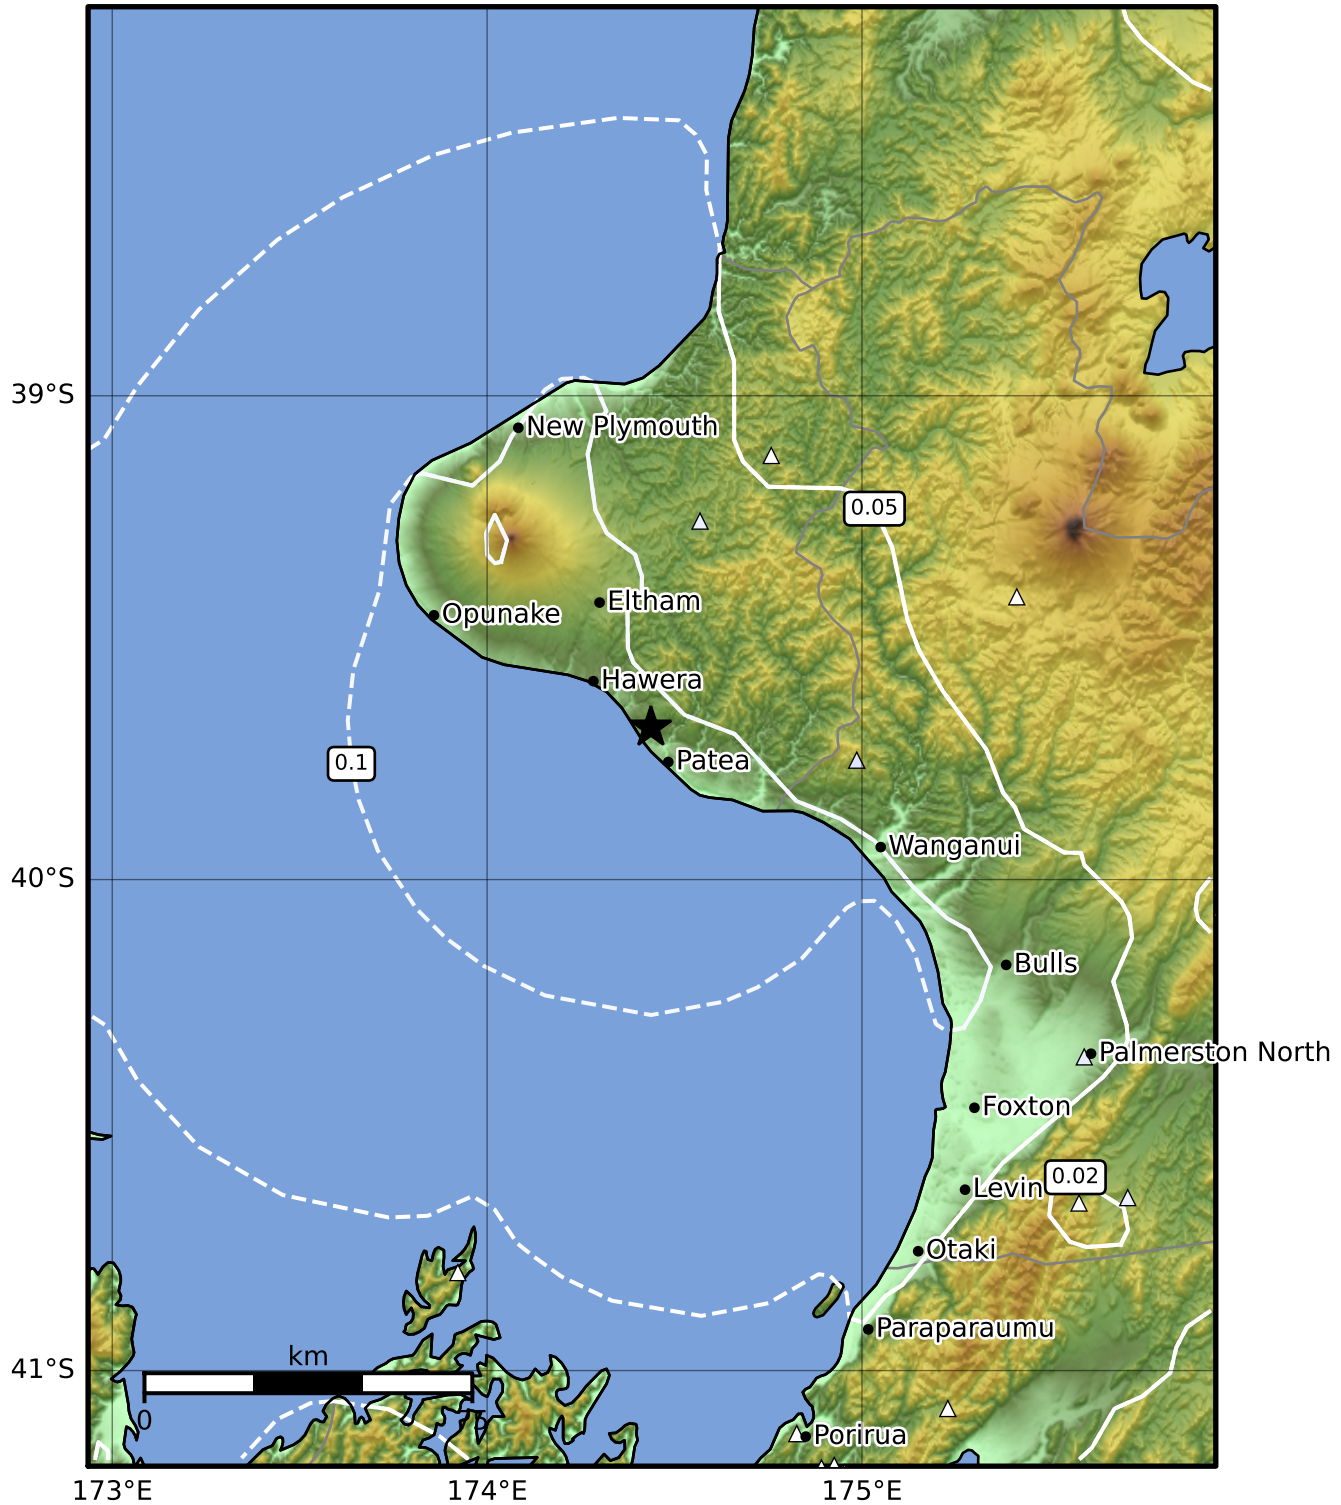 39°S
New Plymouth
0.05
Eltham
Opunake
Hawera
0.1
Patea
Wanganui
40°S
Bulls
Palmerston North
Foxton
0.02
Levin
Otaki
Paraparaumu
km
41°S
0
Porirua
173°E
174°E
175°E